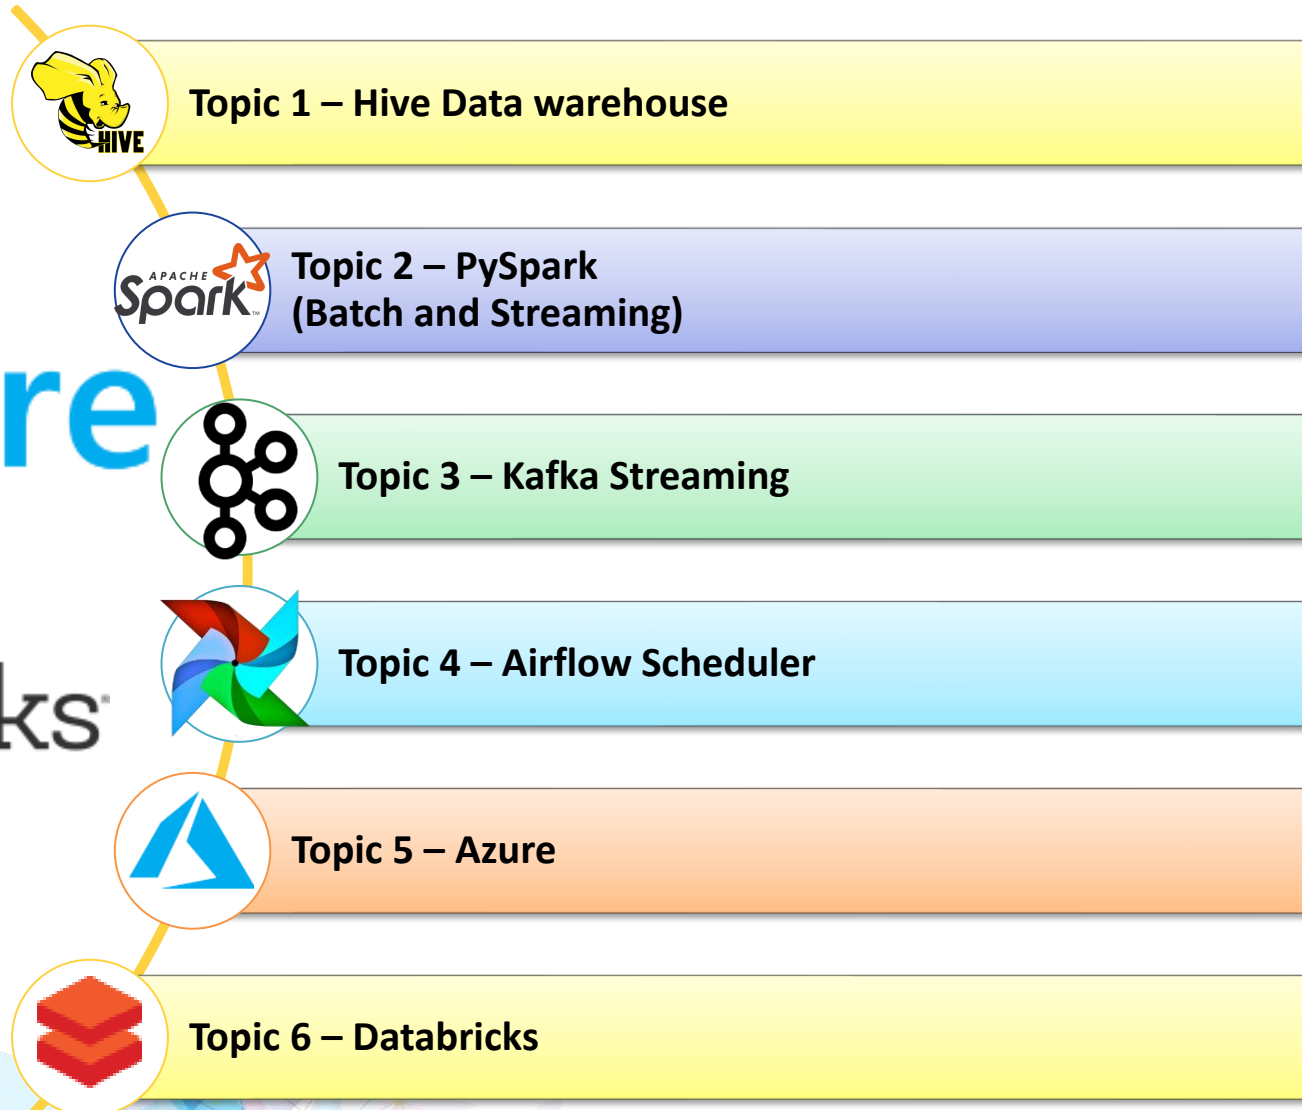 HIVE
Topic 1 – Hive Data warehouse
APACHE
Spark™
Topic 2 – PySpark
(Batch and Streaming)
re
Topic 3 – Kafka Streaming
Topic 4 – Airflow Scheduler
ks
Topic 5 – Azure
Topic 6 – Databricks